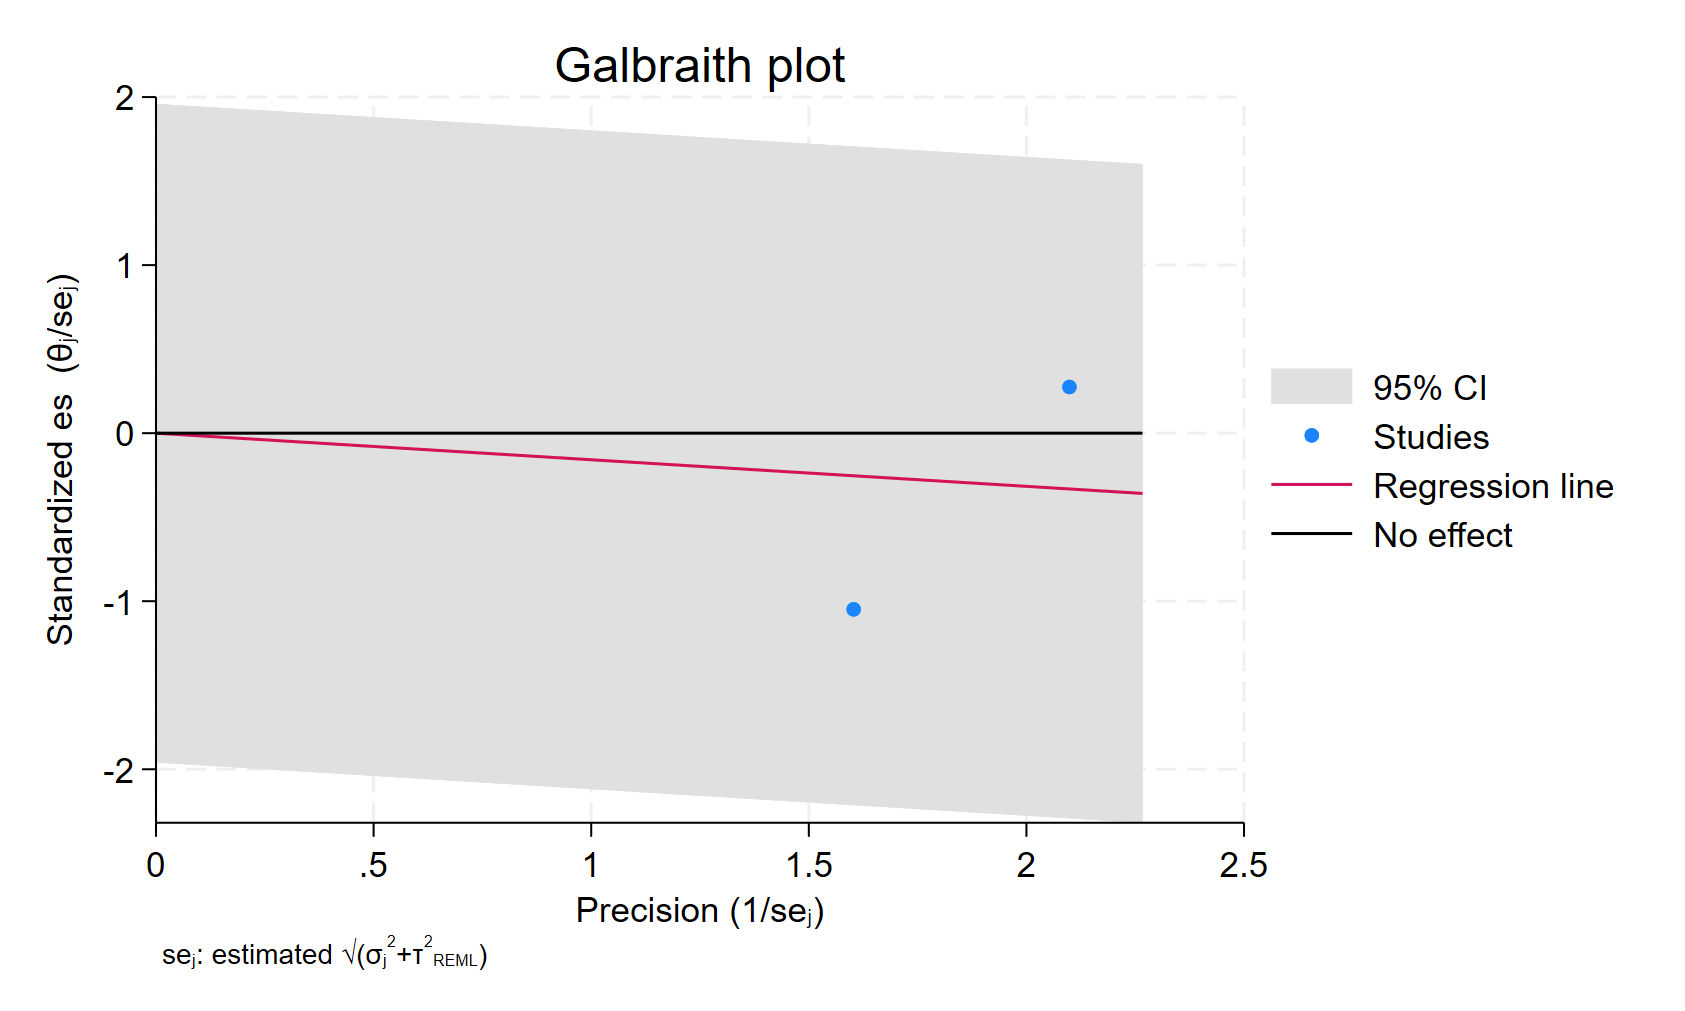 Galbraith plot
2
1
0
-1
-2
Standardized es (θⱼ/seⱼ)
0 .5 1 1.5 2 2.5
Precision (1/seⱼ)
seⱼ: estimated √(σⱼ²+τ²REML)
95% CI
Studies
Regression line
No effect